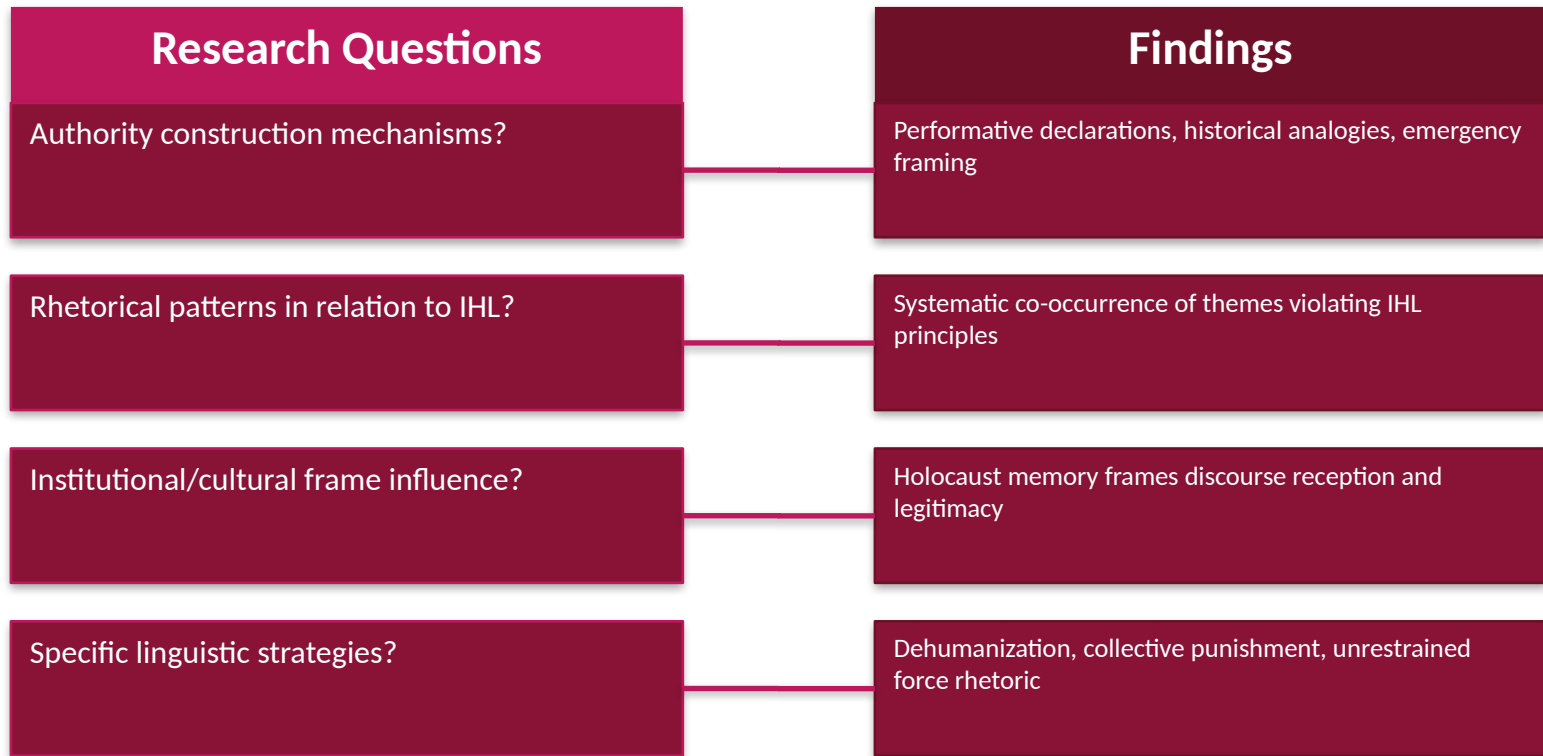 Research Questions
Findings
Authority construction mechanisms?
Performative declarations, historical analogies, emergency
framing
Rhetorical patterns in relation to IHL?
Systematic co-occurrence of themes violating IHL
principles
Institutional/cultural frame influence?
Holocaust memory frames discourse reception and
legitimacy
Specific linguistic strategies?
Dehumanization, collective punishment, unrestrained
force rhetoric